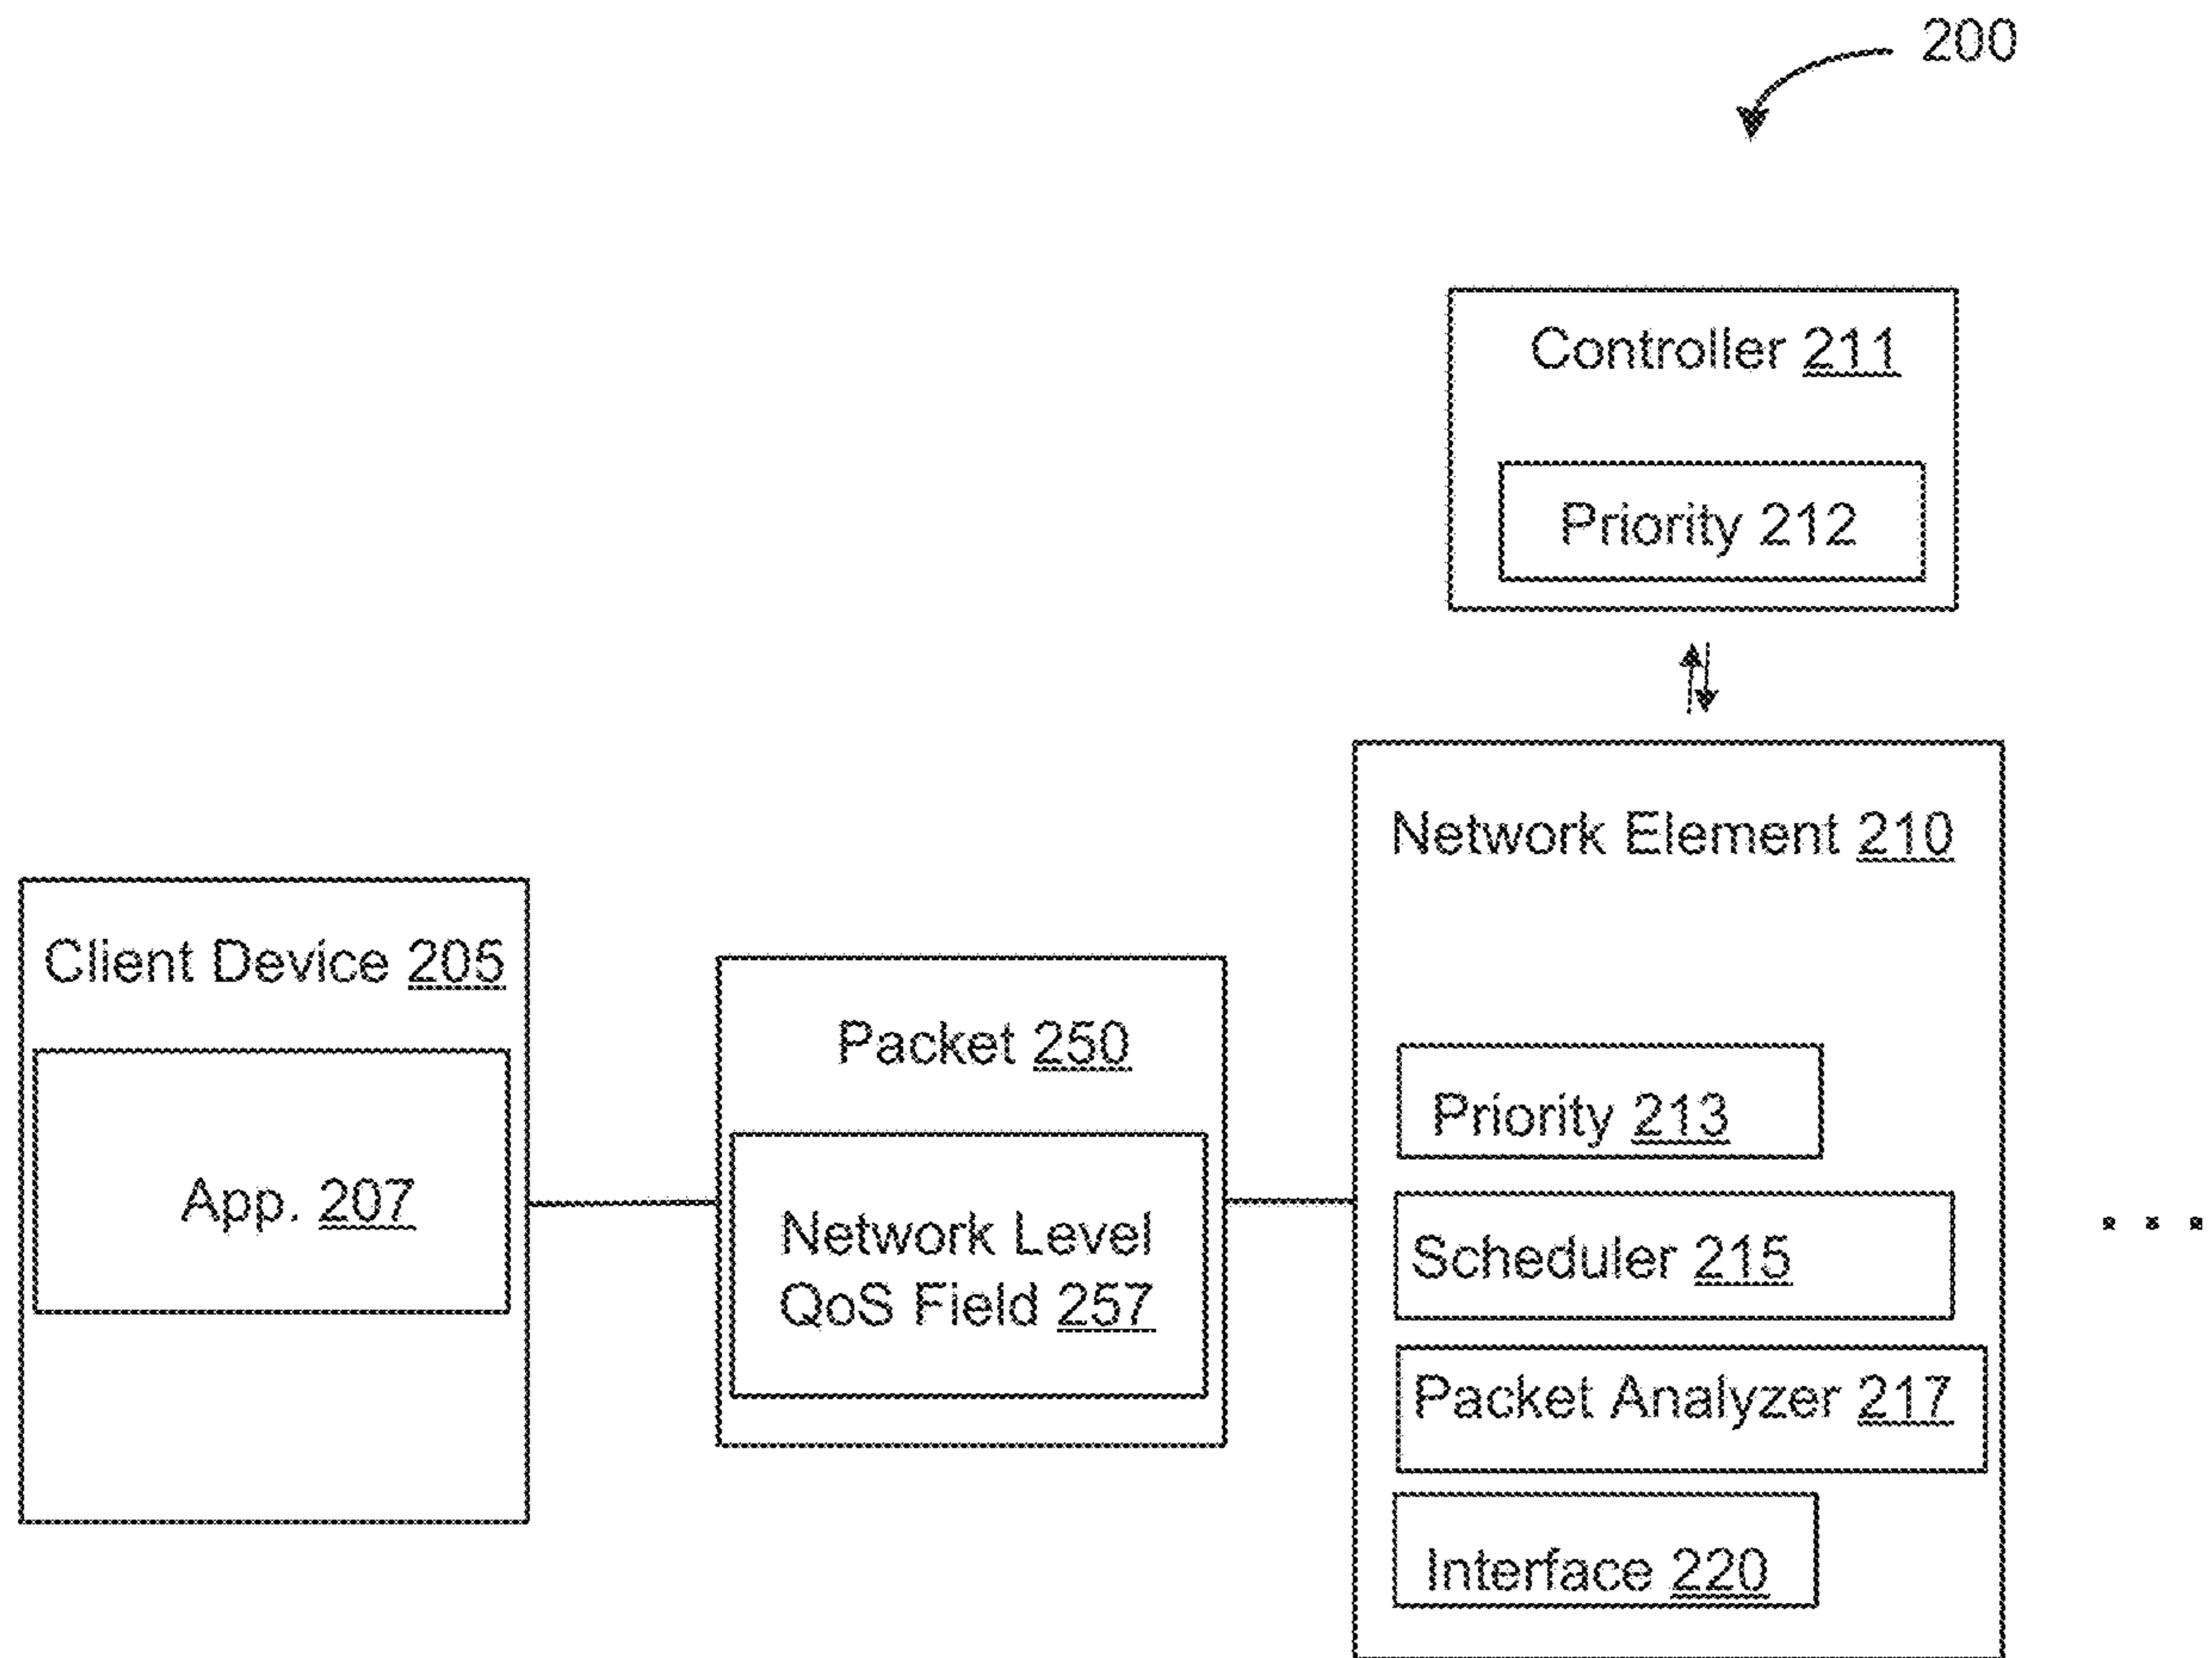 200
Controller 211
Priority 212
Network Element 210
Client Device 205
Packet 250
Priority 213
App. 207
Network Level
QoS Field 257
Scheduler 215
...
Packet Analyzer 217
Interface 220